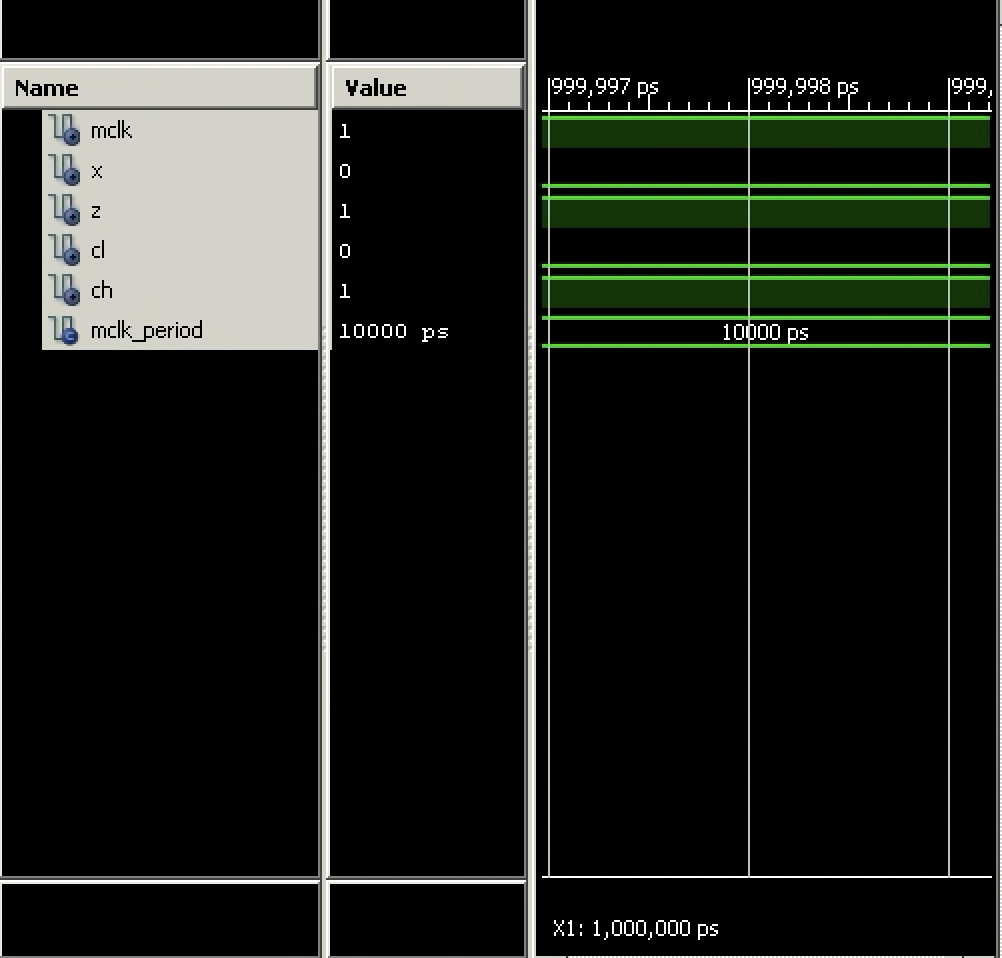 Name Value 999,997 ps 999,998 ps 999,
mclk 1
x 0
z 1
cl 0
ch 1
mclk_period 10000 ps 10000 ps
X1: 1,000,000 ps